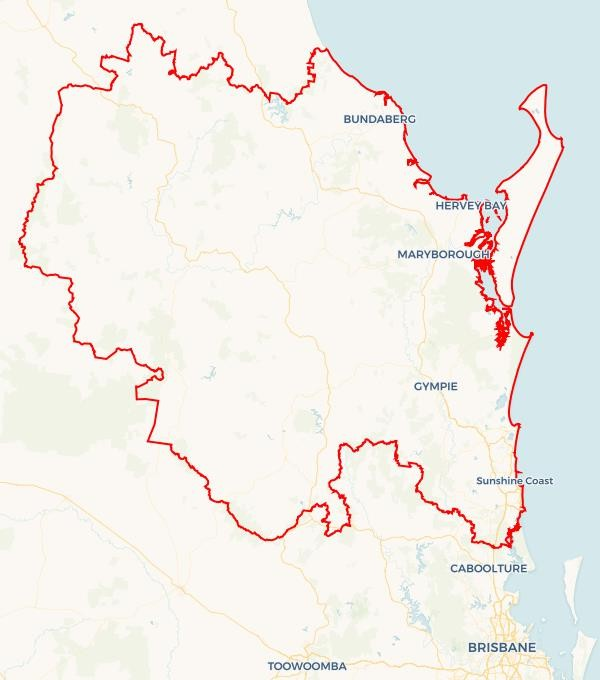 BUNDABERG
HERVEY BAY
MARYBOROUGH
GYMPIE
Sunshine Coast
CABOOLTURE
BRISBANE
TOOWOOMBA